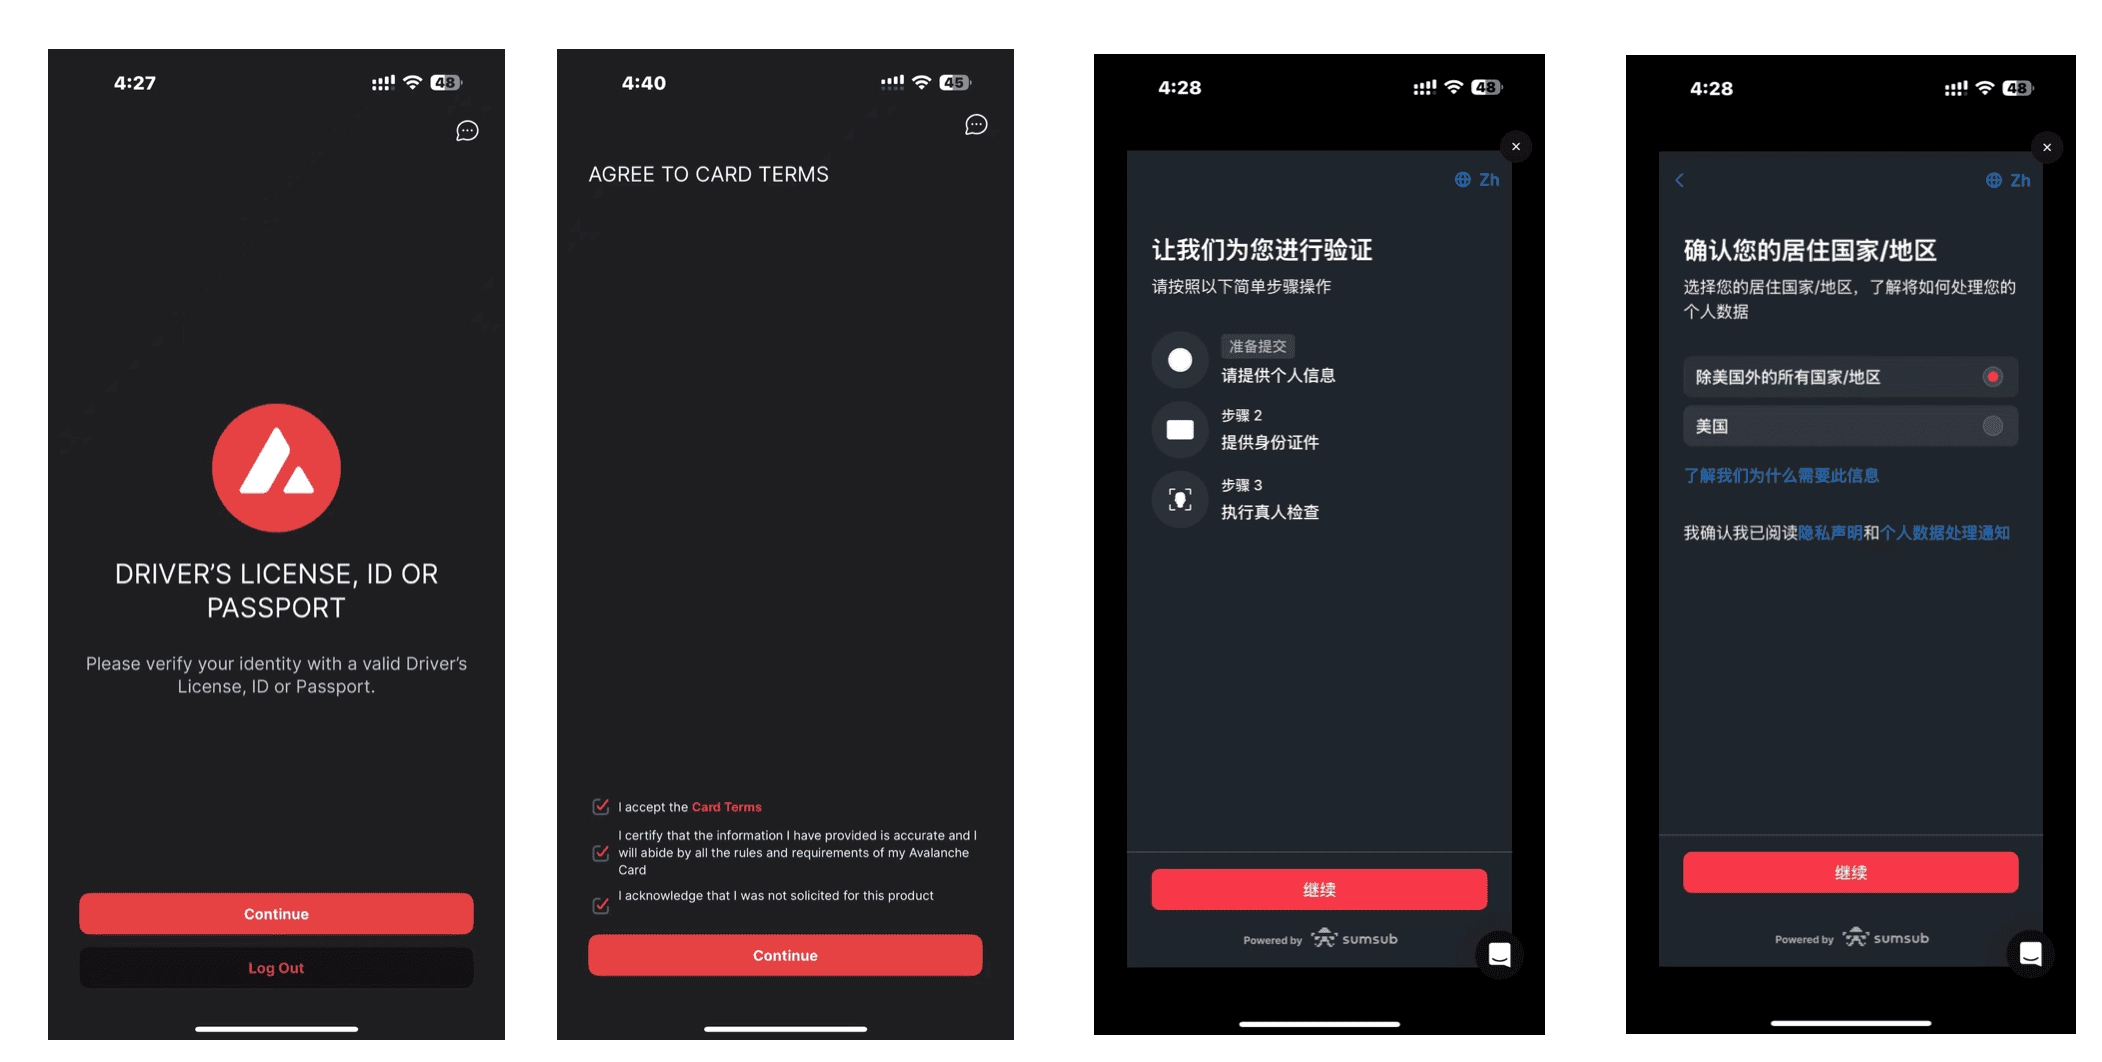 4:27
48
DRIVER’S LICENSE, ID OR
PASSPORT
Please verify your identity with a valid Driver’s
License, ID or Passport.
Continue
Log Out
4:40
45
AGREE TO CARD TERMS
I accept the Card Terms
I certify that the information I have provided is accurate and I
will abide by all the rules and requirements of my Avalanche
Card
I acknowledge that I was not solicited for this product
Continue
4:28
48
Zh
让我们为您进行验证
请按照以下简单步骤操作
准备提交
请提供个人信息
步骤 2
提供身份证件
步骤 3
执行真人检查
继续
Powered by sumsub
4:28
48
Zh
确认您的居住国家/地区
选择您的居住国家/地区，了解将如何处理您的
个人数据
除美国外的所有国家/地区
美国
了解我们为什么需要此信息
我确认我已阅读隐私声明和个人数据处理通知
继续
Powered by sumsub